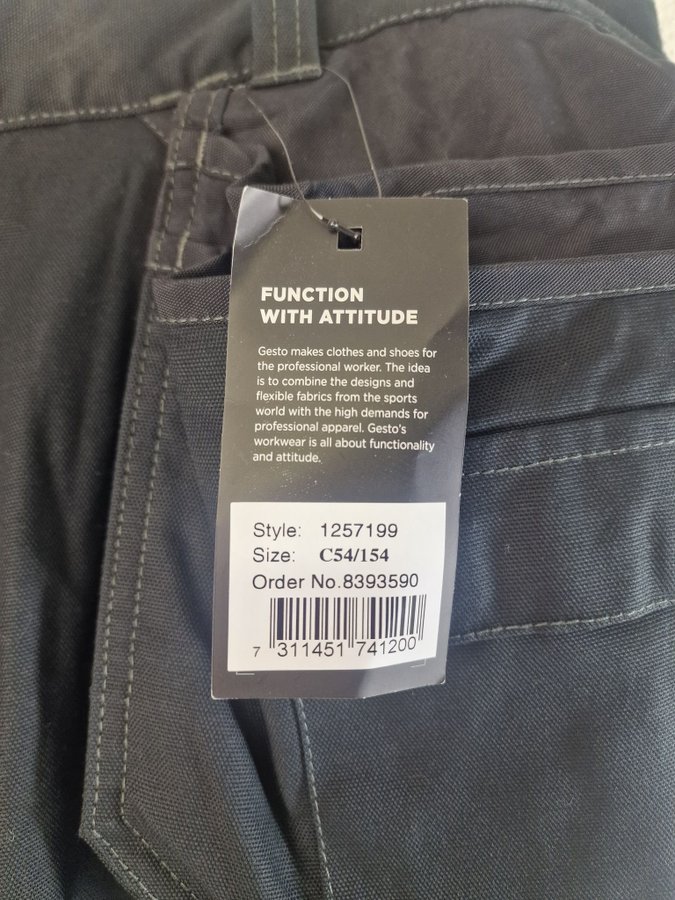 FUNCTION
WITH ATTITUDE
Gesto makes clothes and shoes for
the professional worker. The idea
is to combine the designs and
flexible fabrics from the sports
world with the high demands for
professional apparel. Gesto's
workwear is all about functionality
and attitude.
Style: 1257199
Size: C54/154
Order No.8393590
7 311451 741200